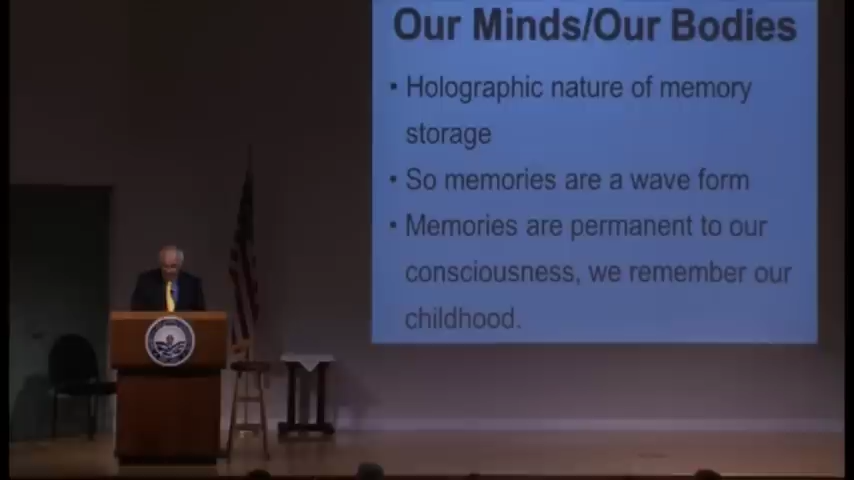 Our Minds/Our Bodies
• Holographic nature of memory
storage
• So memories are a wave form
• Memories are permanent to our
consciousness, we remember our
childhood.